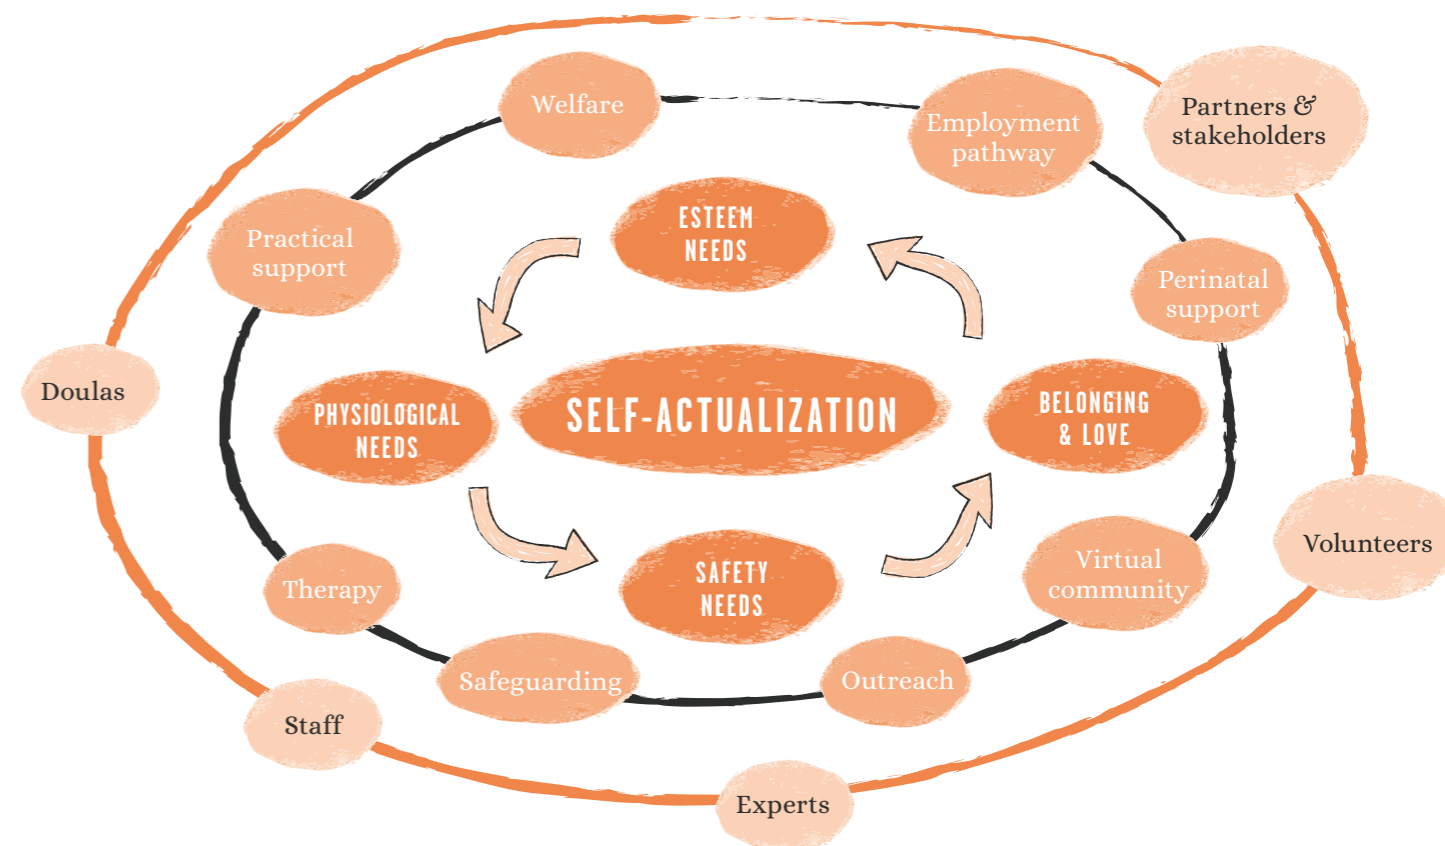 Welfare
Employment
pathway
Partners &
stakeholders
Practical
support
ESTEEM
NEEDS
Perinatal
support
Doulas
PHYSIOLOGICAL
NEEDS
SELF-ACTUALIZATION
BELONGING
& LOVE
Therapy
SAFETY
NEEDS
Virtual
community
Volunteers
Safeguarding
Outreach
Staff
Experts